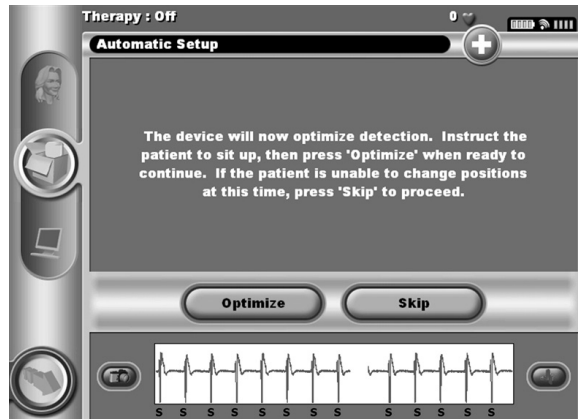 Therapy : Off
0
Automatic Setup
The device will now optimize detection. Instruct the
patient to sit up, then press 'Optimize' when ready to
continue. If the patient is unable to change positions
at this time, press 'Skip' to proceed.
Optimize Skip
S S S S S S S S S S S S S